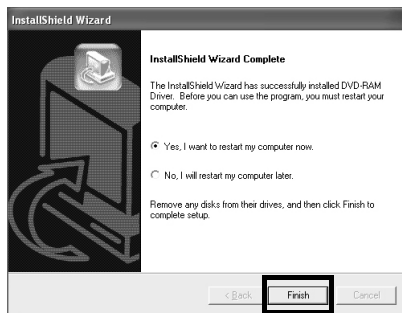 InstallShield Wizard
InstallShield Wizard Complete
The InstallShield Wizard has successfully installed DVD-RAM
Driver. Before you can use the program, you must restart your
computer.
Yes, I want to restart my computer now.
No, I will restart my computer later.
Remove any disks from their drives, and then click Finish to
complete setup.
< Back
Finish
Cancel